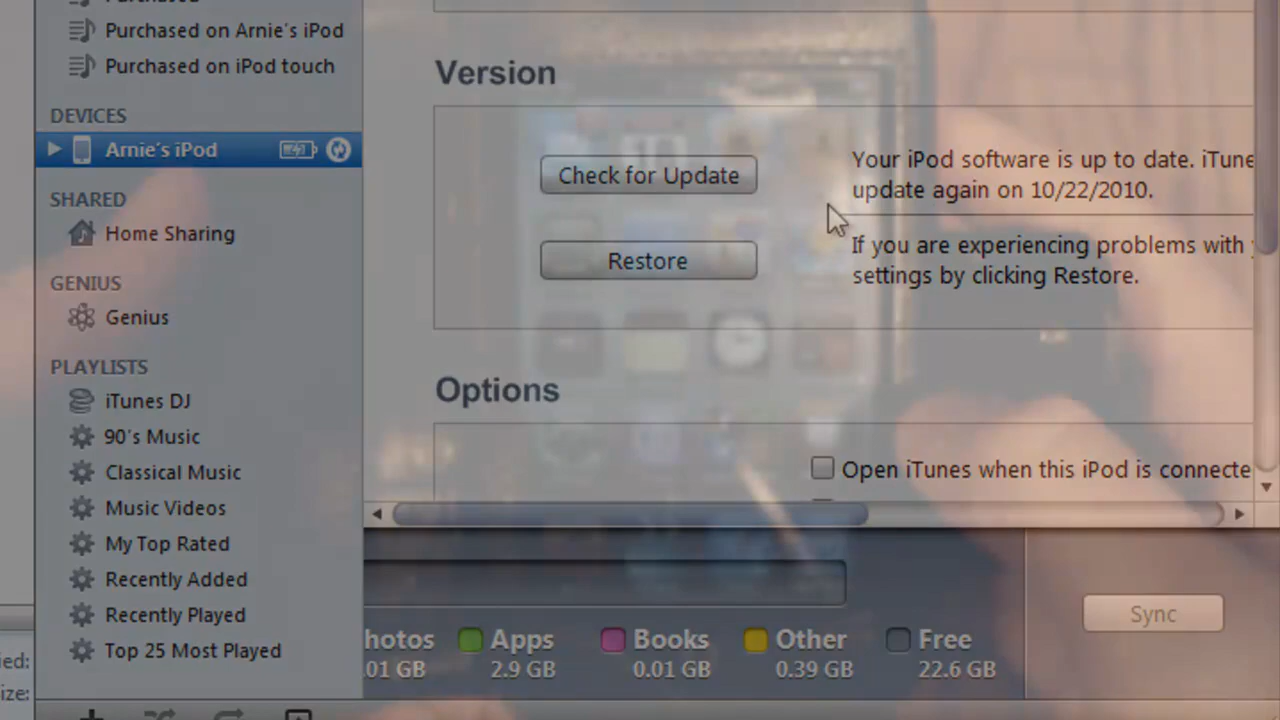 Purchased
Purchased on Arnie's iPod
Purchased on iPod touch
DEVICES
Arnie's iPod
SHARED
Home Sharing
GENIUS
Genius
PLAYLISTS
iTunes DJ
90's Music
Classical Music
Music Videos
My Top Rated
Recently Added
Recently Played
Top 25 Most Played
ied:
ize:
Version
Check for Update
Your iPod software is up to date. iTune
update again on 10/22/2010.
Restore
If you are experiencing problems with
settings by clicking Restore.
Options
Open iTunes when this iPod is connecte
hotos
.01 GB
Apps
2.9 GB
Books
0.01 GB
Other
0.39 GB
Free
22.6 GB
Sync